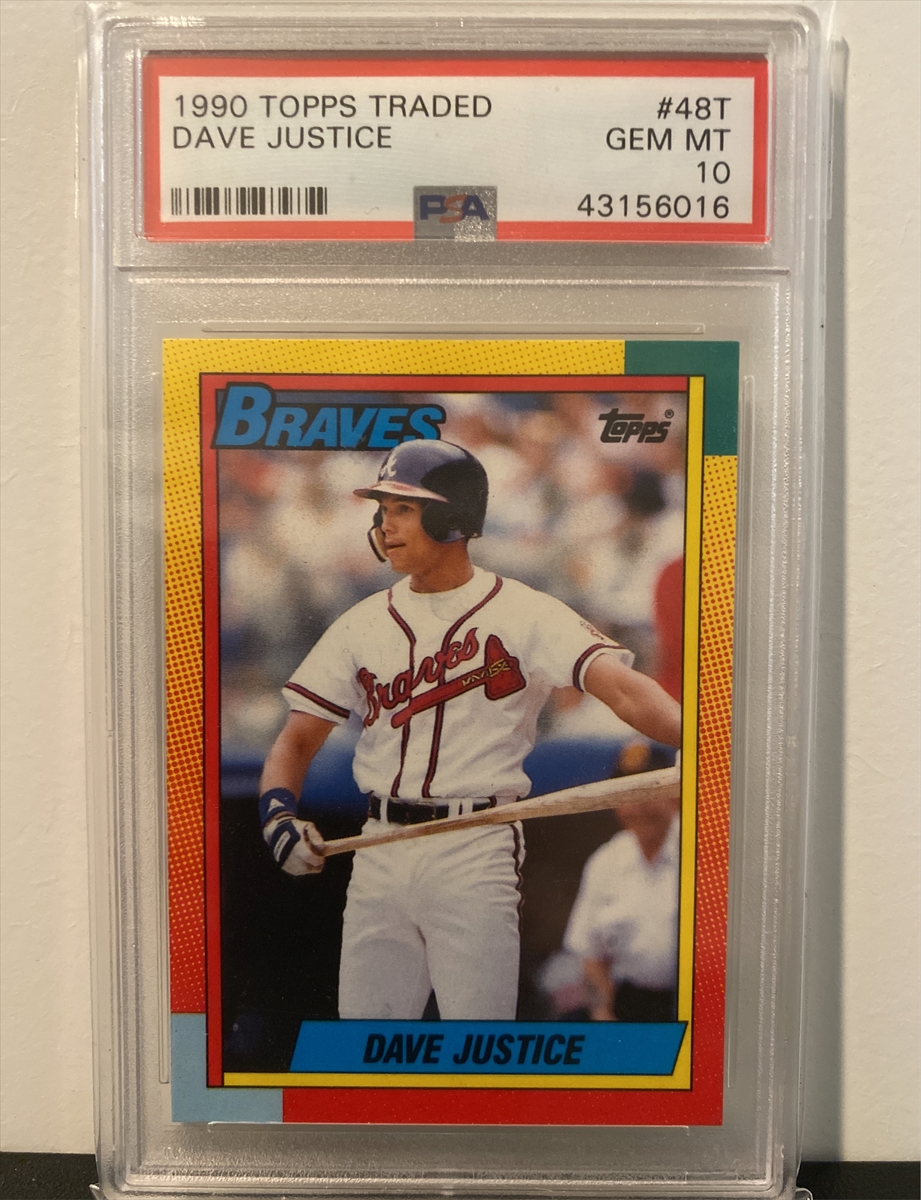 1990 TOPPS TRADED #48T
DAVE JUSTICE GEM MT
10
PSA 43156016
BRAVES topps®
A
Braves
DAVE JUSTICE